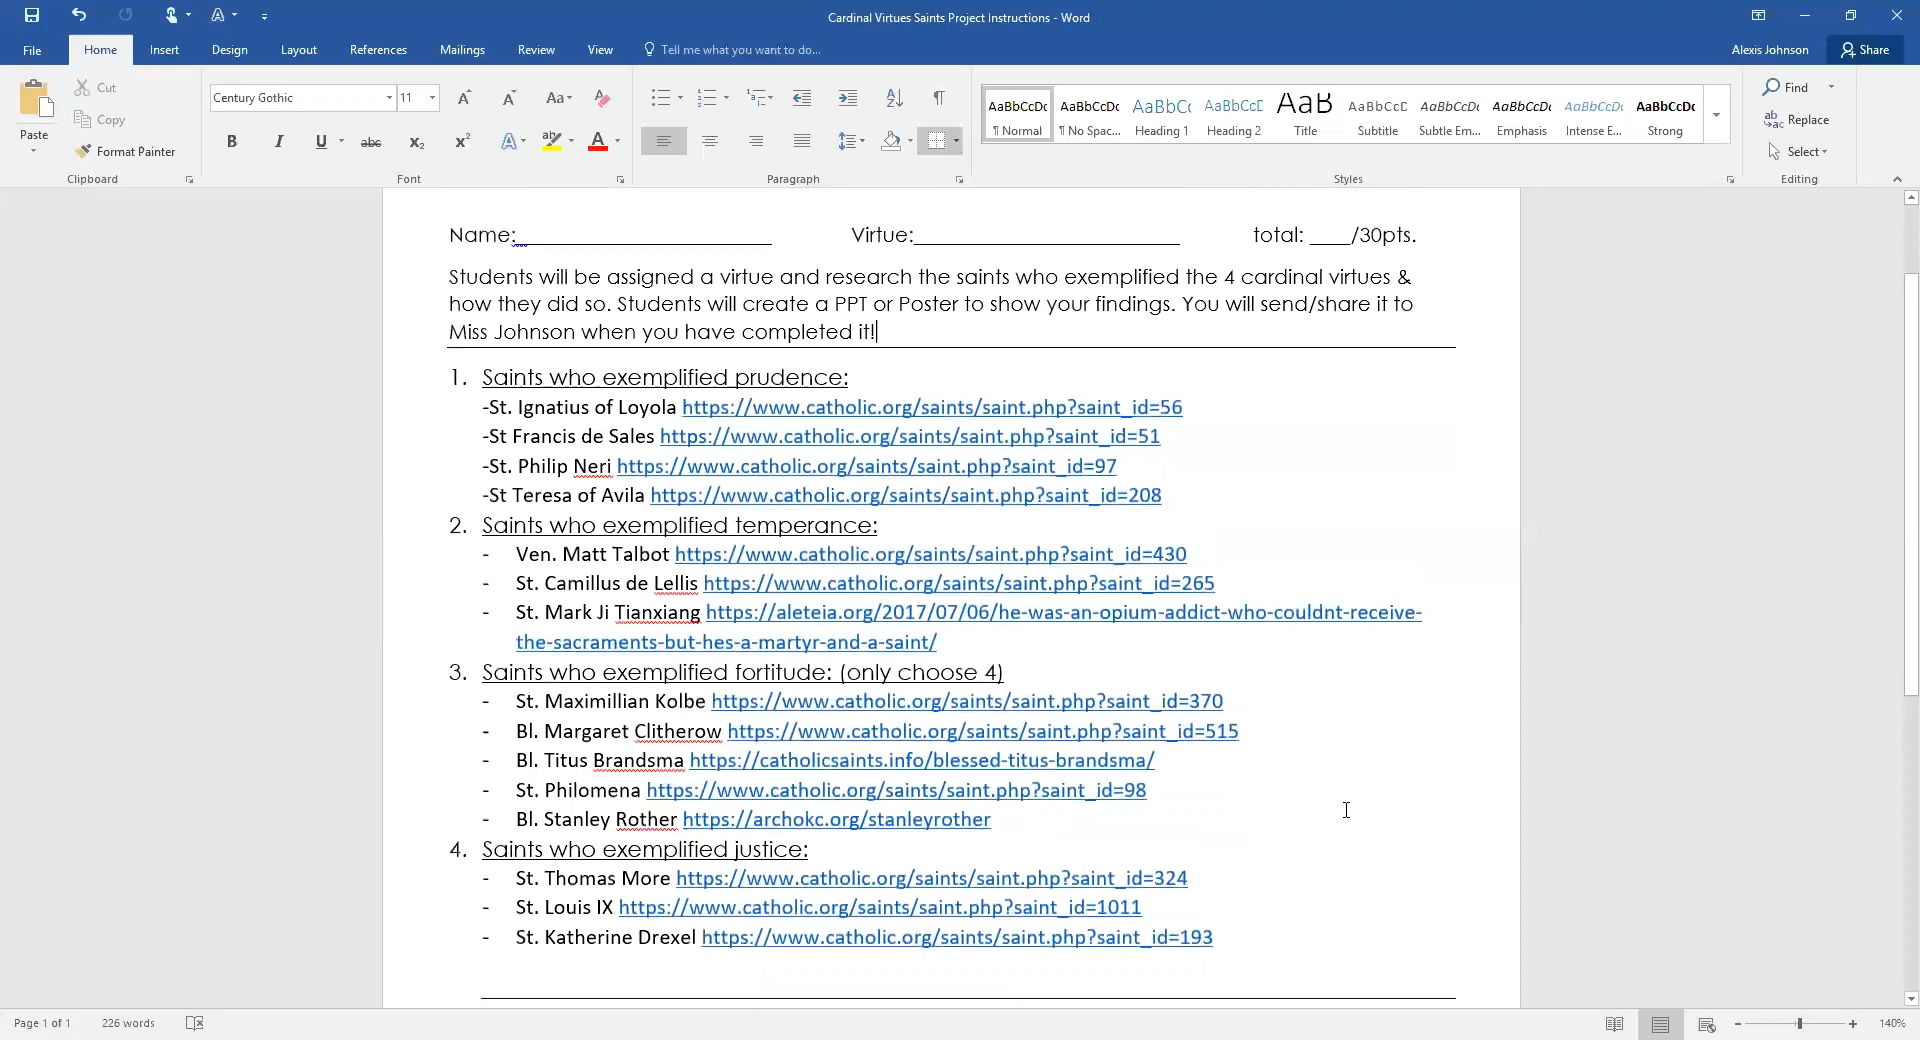 Cardinal Virtues Saints Project Instructions - Word
File Home Insert Design Layout References Mailings Review View Tell me what you want to do... Alexis Johnson Share
Paste
Cut
Copy
Format Painter
Clipboard
Century Gothic 11
Font
Paragraph
AaBbCcDc AaBbCcDc AaBbC( AaBbCcC AaB AaBbCcD AaBbCcDc AaBbCcDc AaBbCcDc AaBbCcDc
¶ Normal ¶ No Spac... Heading 1 Heading 2 Title Subtitle Subtle Em... Emphasis Intense E... Strong
Styles
Find
Replace
Select
Editing
Name:_______________________ Virtue:_______________________ total: ____/30pts.
Students will be assigned a virtue and research the saints who exemplified the 4 cardinal virtues &
how they did so. Students will create a PPT or Poster to show your findings. You will send/share it to
Miss Johnson when you have completed it!
1. Saints who exemplified prudence:
-St. Ignatius of Loyola https://www.catholic.org/saints/saint.php?saint_id=56
-St Francis de Sales https://www.catholic.org/saints/saint.php?saint_id=51
-St. Philip Neri https://www.catholic.org/saints/saint.php?saint_id=97
-St Teresa of Avila https://www.catholic.org/saints/saint.php?saint_id=208
2. Saints who exemplified temperance:
- Ven. Matt Talbot https://www.catholic.org/saints/saint.php?saint_id=430
- St. Camillus de Lellis https://www.catholic.org/saints/saint.php?saint_id=265
- St. Mark Ji Tianxiang https://aleteia.org/2017/07/06/he-was-an-opium-addict-who-couldnt-receive-
the-sacraments-but-hes-a-martyr-and-a-saint/
3. Saints who exemplified fortitude: (only choose 4)
- St. Maximillian Kolbe https://www.catholic.org/saints/saint.php?saint_id=370
- Bl. Margaret Clitherow https://www.catholic.org/saints/saint.php?saint_id=515
- Bl. Titus Brandsma https://catholicsaints.info/blessed-titus-brandsma/
- St. Philomena https://www.catholic.org/saints/saint.php?saint_id=98
- Bl. Stanley Rother https://archokc.org/stanleyrother
4. Saints who exemplified justice:
- St. Thomas More https://www.catholic.org/saints/saint.php?saint_id=324
- St. Louis IX https://www.catholic.org/saints/saint.php?saint_id=1011
- St. Katherine Drexel https://www.catholic.org/saints/saint.php?saint_id=193
Page 1 of 1 226 words 140%